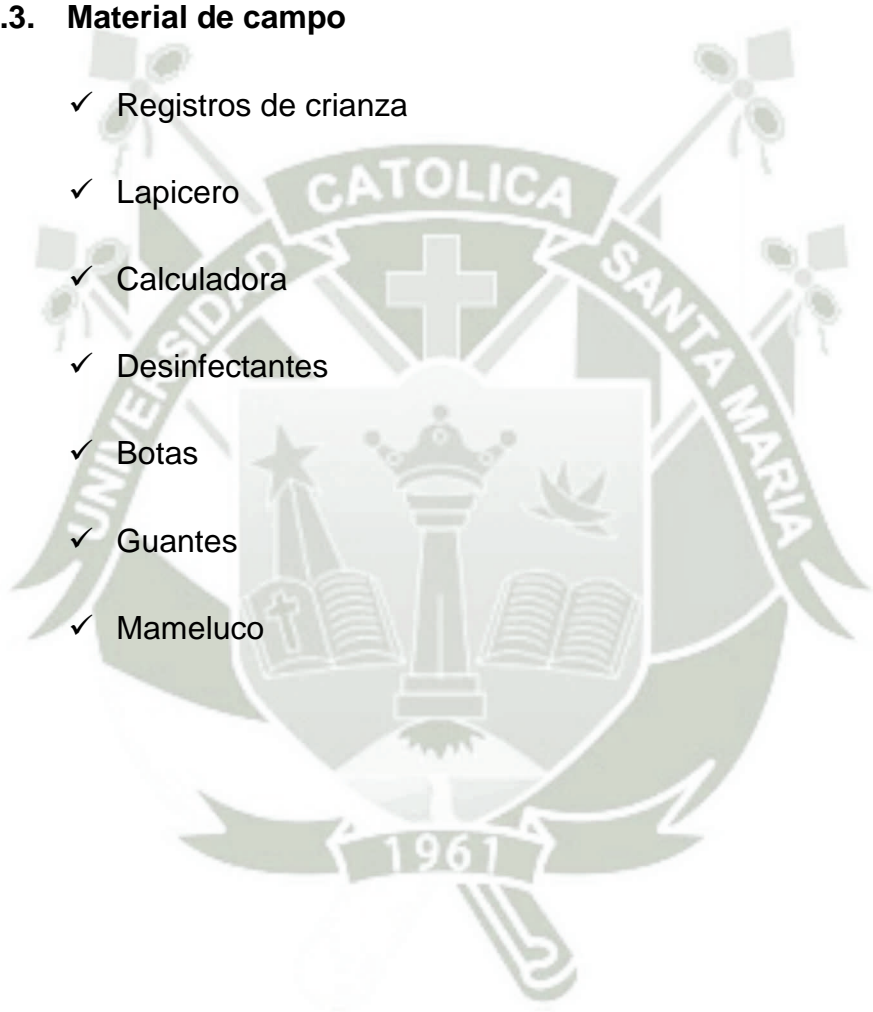 .3. Material de campo
✓ Registros de crianza
✓ Lapicero
✓ Calculadora
✓ Desinfectantes
✓ Botas
✓ Guantes
✓ Mameluco
UNIVERSIDAD CATOLICA SANTA MARIA
1961